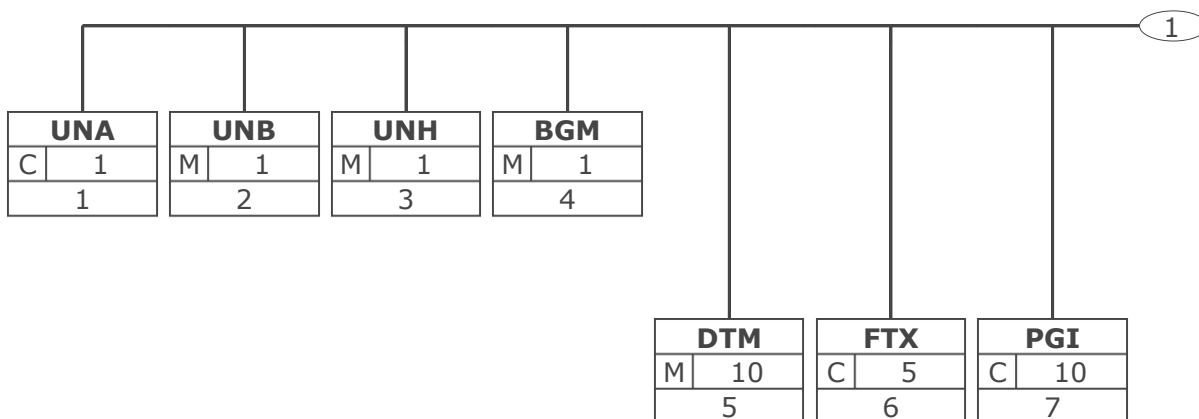 1
UNA UNB UNH BGM
C 1 M 1 M 1 M 1
1 2 3 4
DTM FTX PGI
M 10 C 5 C 10
5 6 7